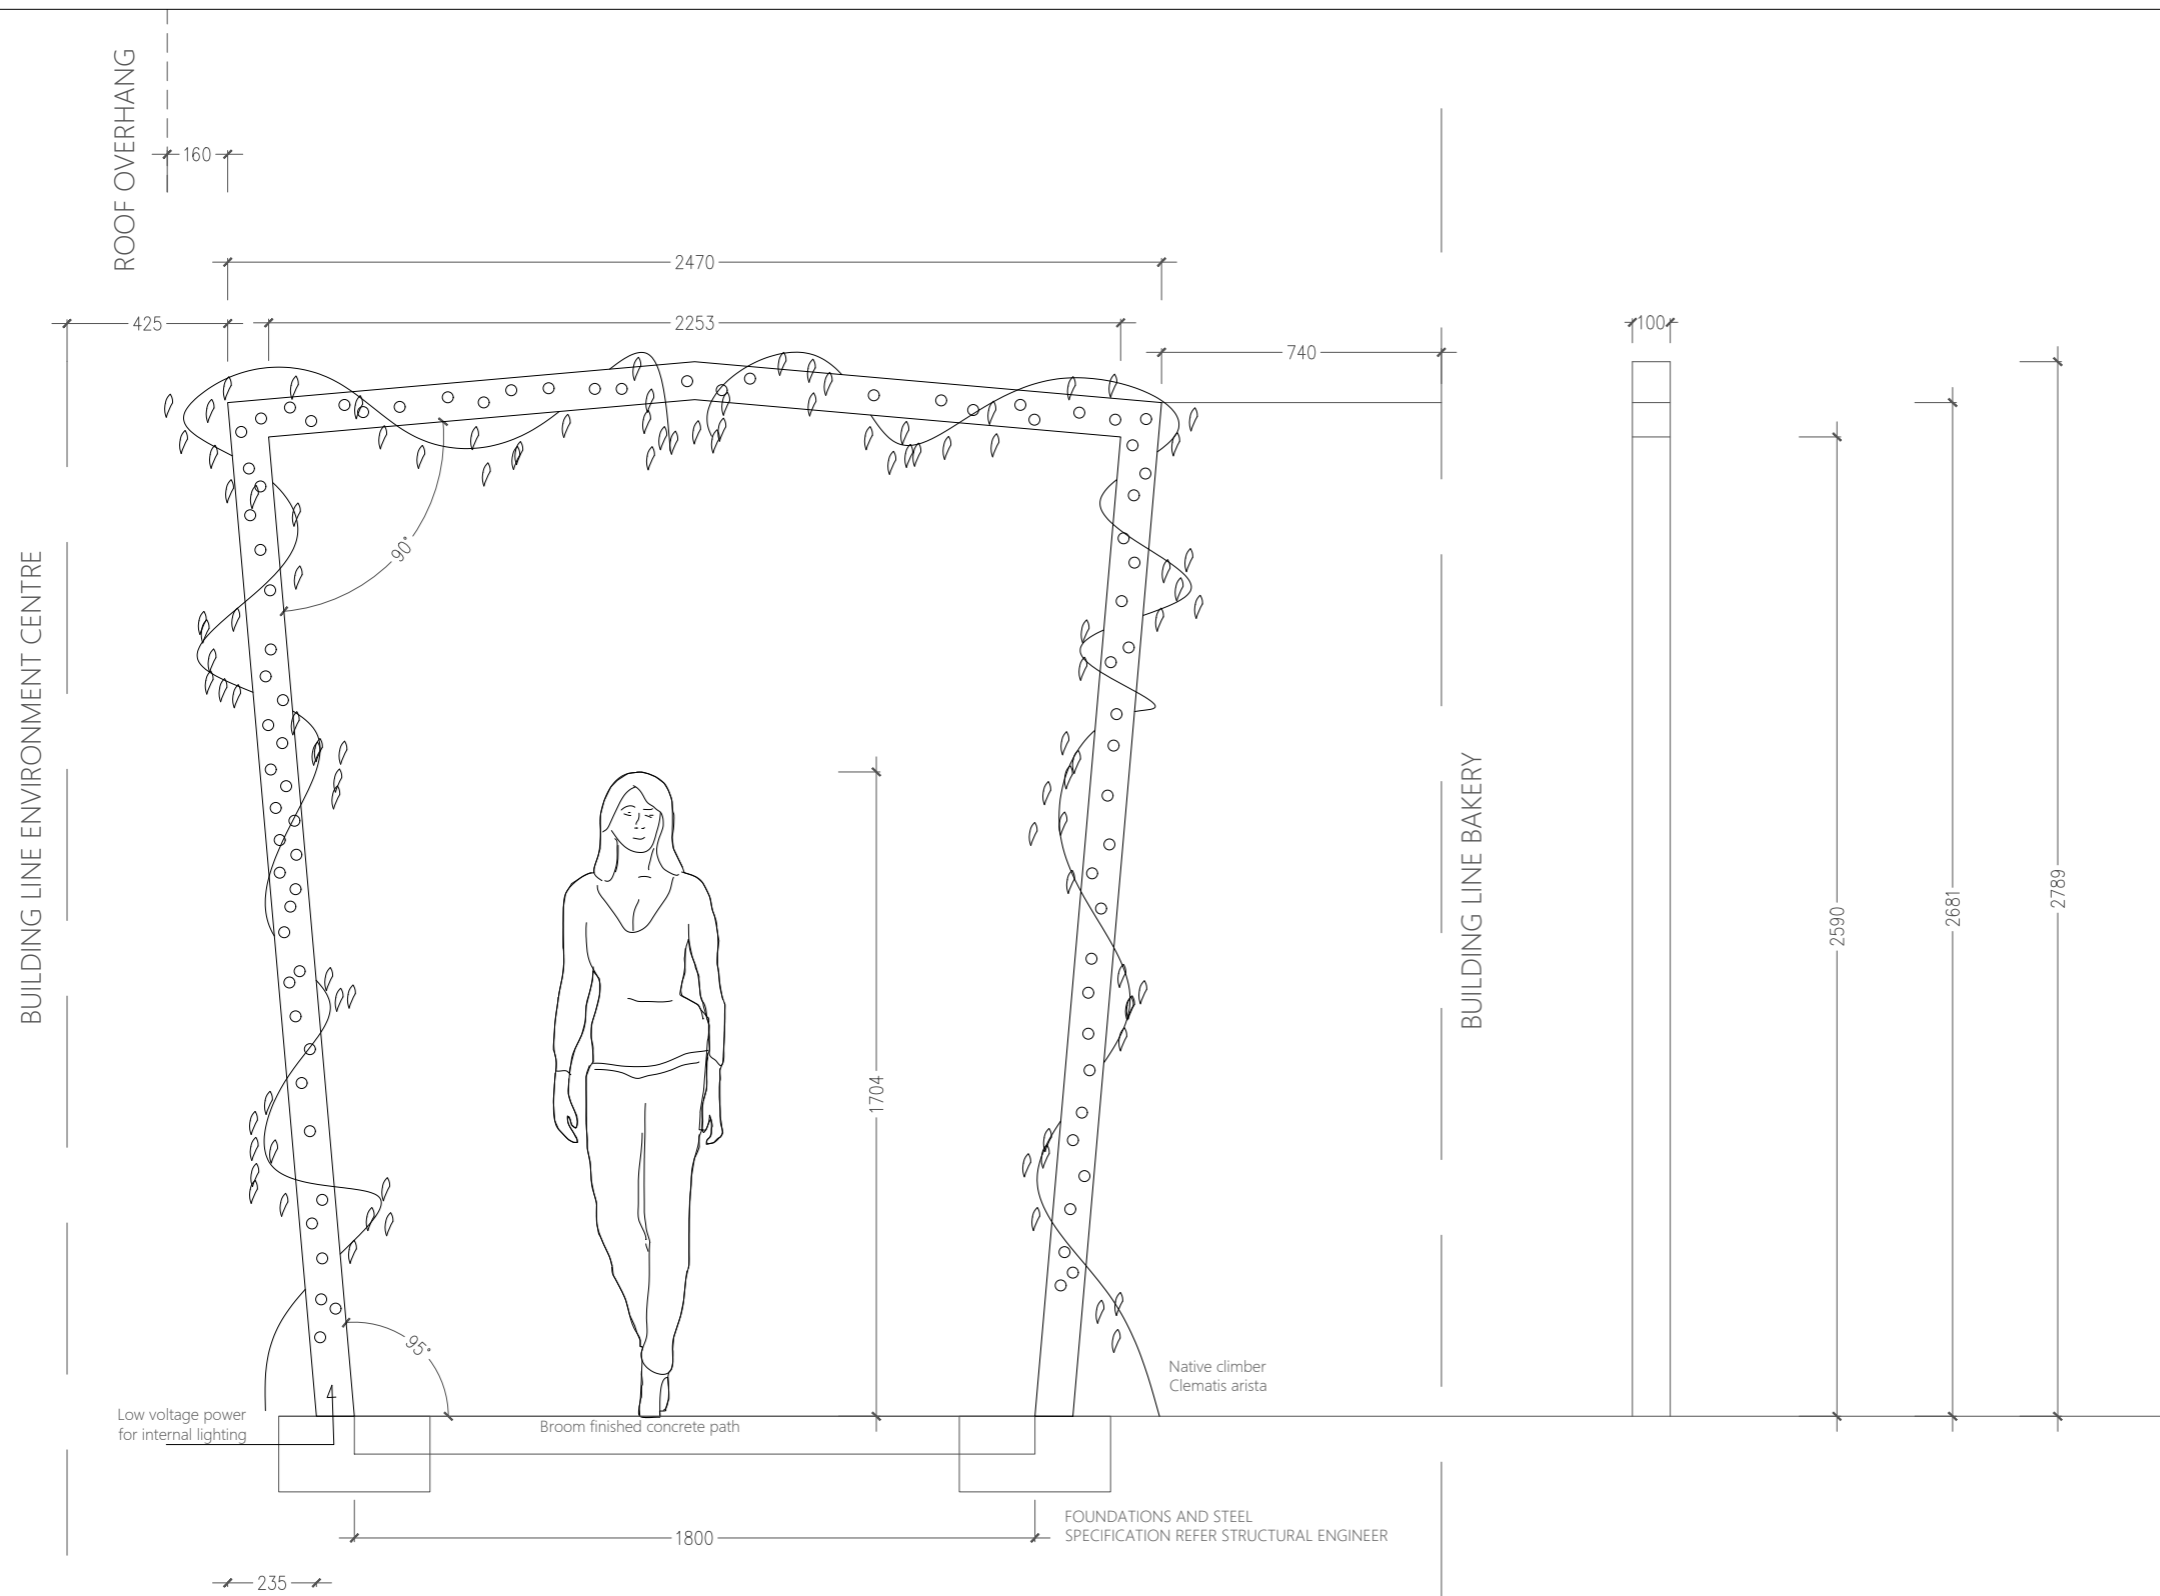 ROOF OVERHANG
160
2470
425
2253
740
100
90°
BUILDING LINE ENVIRONMENT CENTRE
BUILDING LINE BAKERY
1704
2590
2681
2789
95°
Native climber
Clematis arista
Low voltage power
for internal lighting
Broom finished concrete path
FOUNDATIONS AND STEEL
SPECIFICATION REFER STRUCTURAL ENGINEER
1800
235